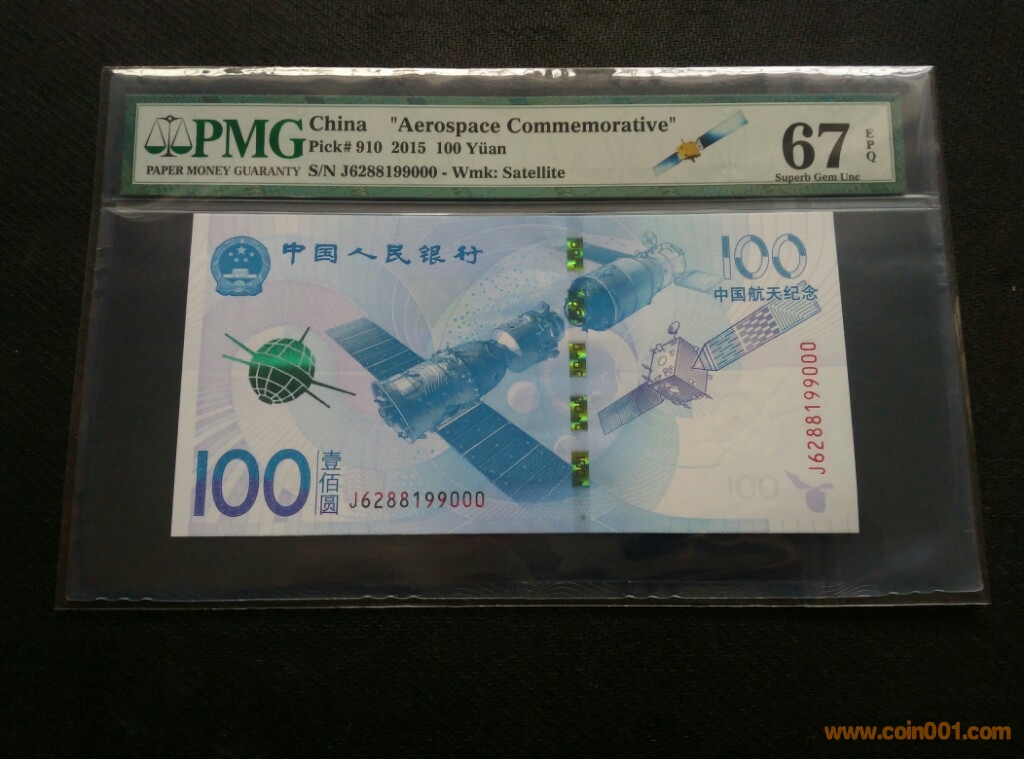 PMG
PAPER MONEY GUARANTY
China "Aerospace Commemorative"
Pick# 910 2015 100 Yüan
S/N J6288199000 - Wmk: Satellite
67
EPQ
Superb Gem Unc
中国人民银行
100
中国航天纪念
J6288199000
100
壹佰圆
J6288199000
100
www.coin001.com